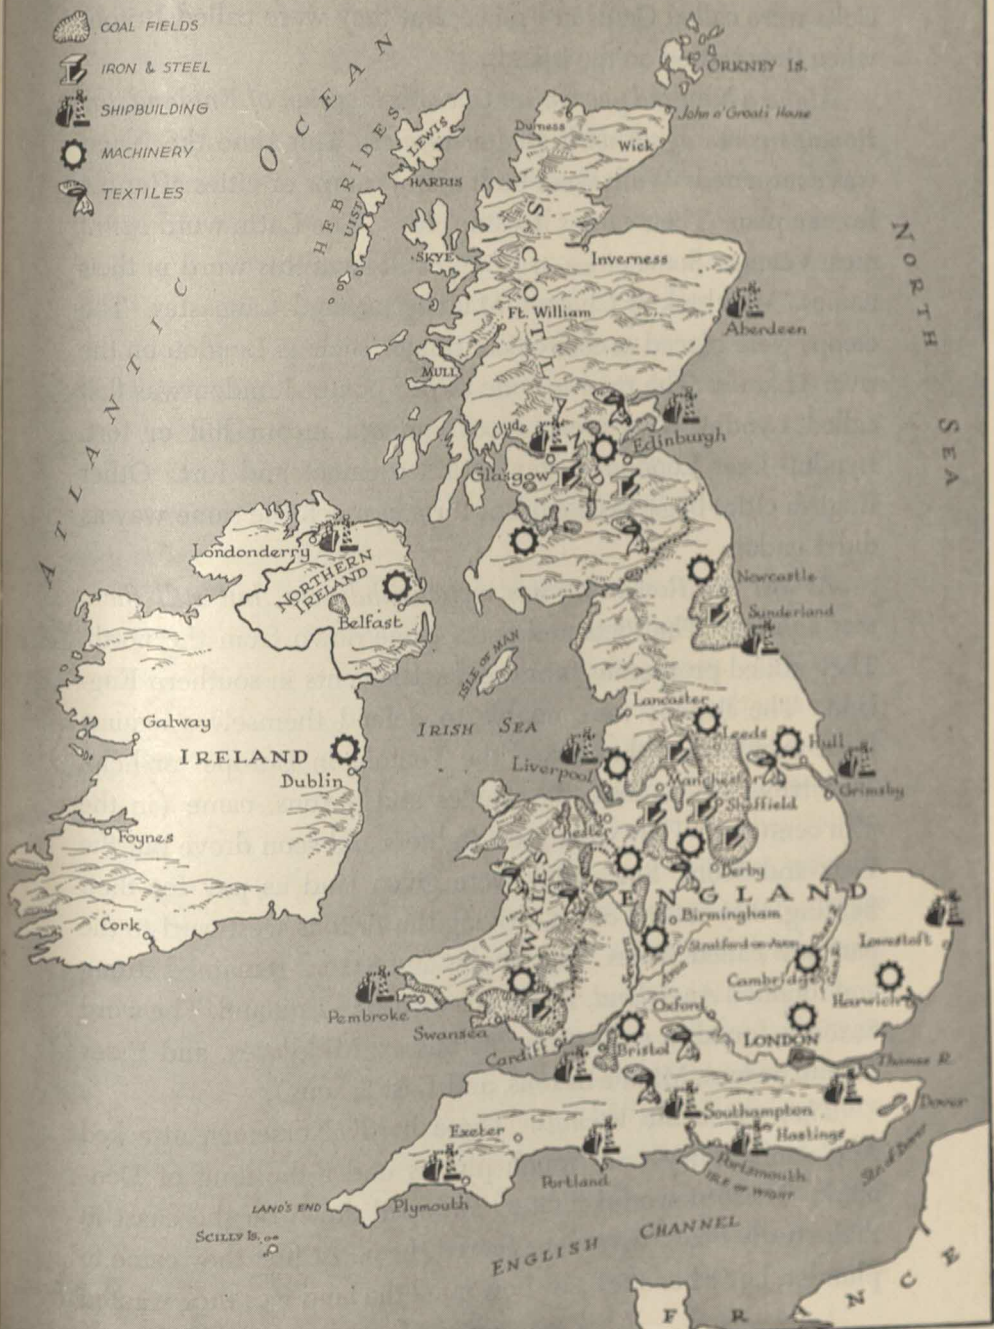 COAL FIELDS
IRON & STEEL
SHIPBUILDING
MACHINERY
TEXTILES
ATLANTIC OCEAN
HEBRIDES
LEWIS
HARRIS
UIST
SKYE
MULL
ORKNEY IS.
John o'Groats House
Durness
Wick
SCOTLAND
Inverness
Ft. William
Aberdeen
NORTH SEA
Clyde
Edinburgh
Glasgow
Londonderry
NORTHERN IRELAND
Belfast
Newcastle
Sunderland
ISLE OF MAN
IRISH SEA
Galway
IRELAND
Dublin
Foynes
Cork
Lancaster
Leeds
Hull
Liverpool
Manchester
Grimsby
Sheffield
Chester
Derby
ENGLAND
WALES
Birmingham
Stratford-on-Avon
Lowestoft
Cambridge
Harwich
Pembroke
Swansea
Oxford
Cardiff
Bristol
LONDON
Thames R.
Dover
Southampton
Hastings
Exeter
Portsmouth
ISLE OF WIGHT
Str. of Dover
Portland
Plymouth
LAND'S END
SCILLY IS.
ENGLISH CHANNEL
FRANCE